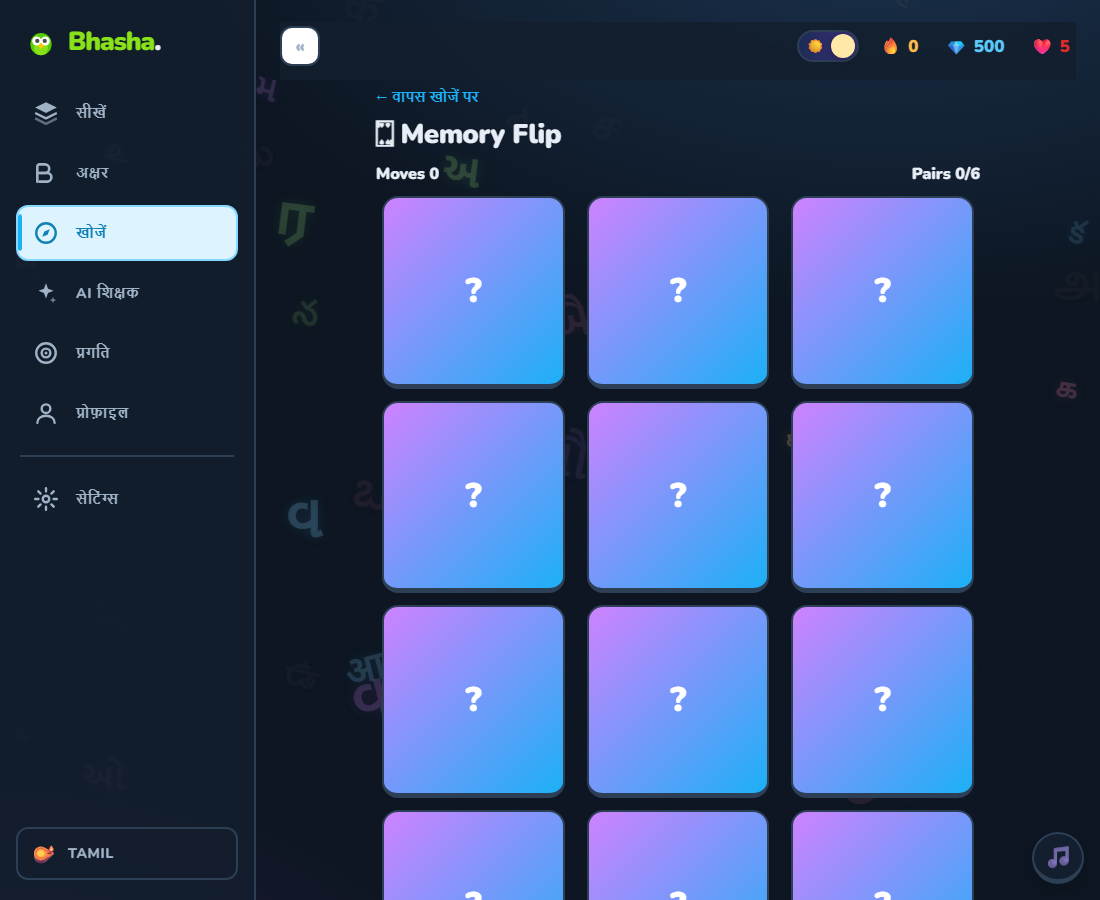 Bhasha.
सीखें
अक्षर
खोजें
AI शिक्षक
प्रगति
प्रोफ़ाइल
सेटिंग्स
TAMIL
«
0
500
5
← वापस खोजें पर
Memory Flip
Moves 0
Pairs 0/6
? ? ?
? ? ?
? ? ?
? ? ?